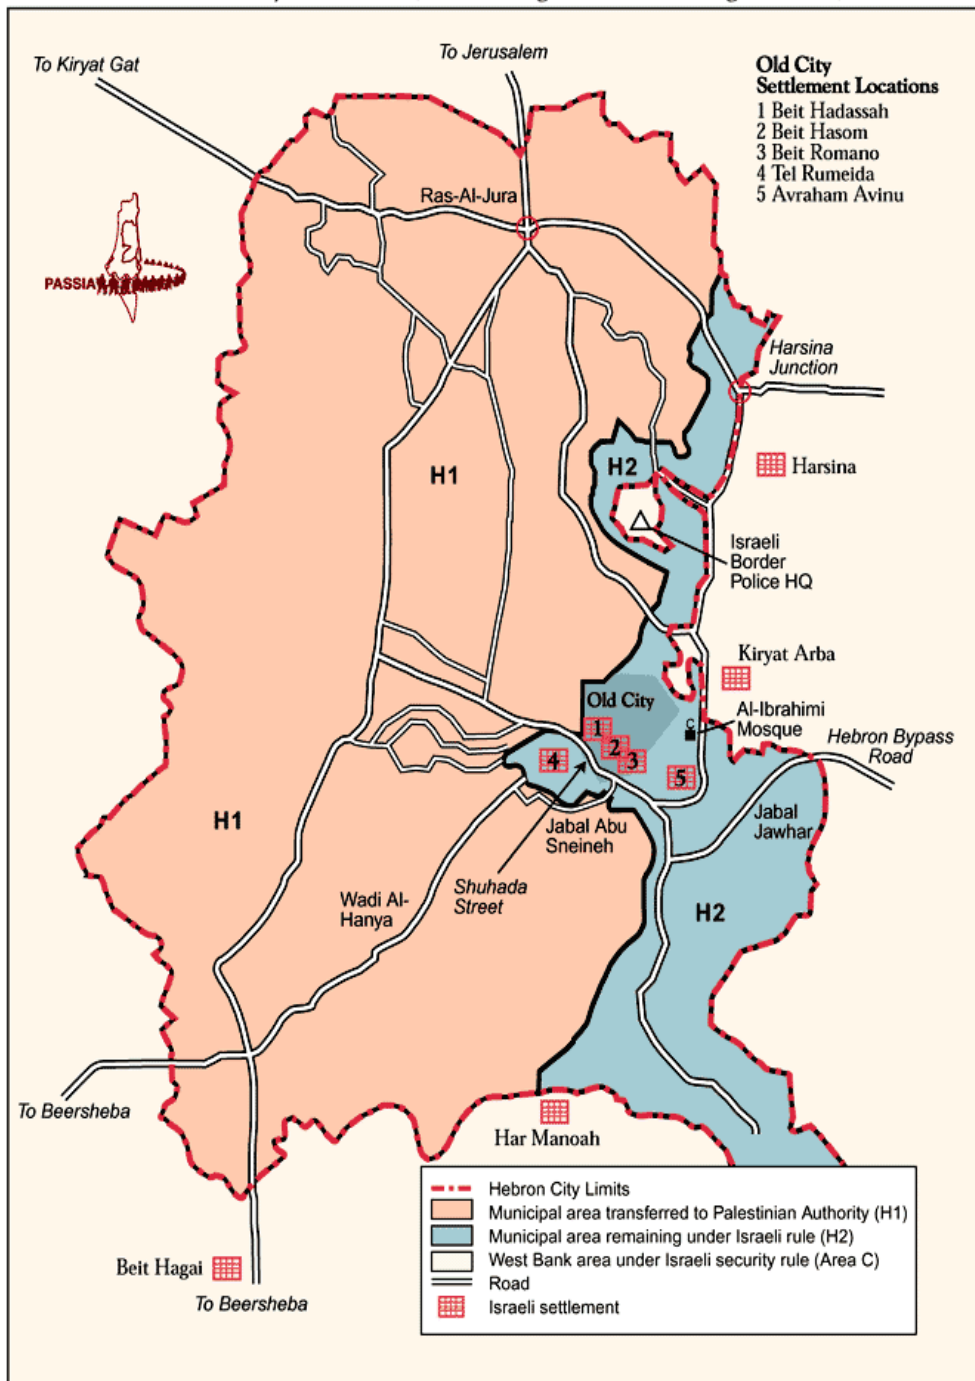 To Jerusalem
To Kiryat Gat
Old City
Settlement Locations
1 Beit Hadassah
2 Beit Hasom
3 Beit Romano
4 Tel Rumeida
5 Avraham Avinu
Ras-Al-Jura
PASSIA
Harsina
Junction
H2
H1
Harsina
Israeli
Border
Police HQ
Kiryat Arba
Old City
Al-Ibrahimi
Mosque
C
1
2
3
4
5
Hebron Bypass
Road
H1
Jabal Abu
Sneineh
Jabal
Jawhar
Shuhada
Street
Wadi Al-
Hanya
H2
To Beersheba
Har Manoah
Hebron City Limits
Municipal area transferred to Palestinian Authority (H1)
Municipal area remaining under Israeli rule (H2)
West Bank area under Israeli security rule (Area C)
Road
Israeli settlement
Beit Hagai
To Beersheba